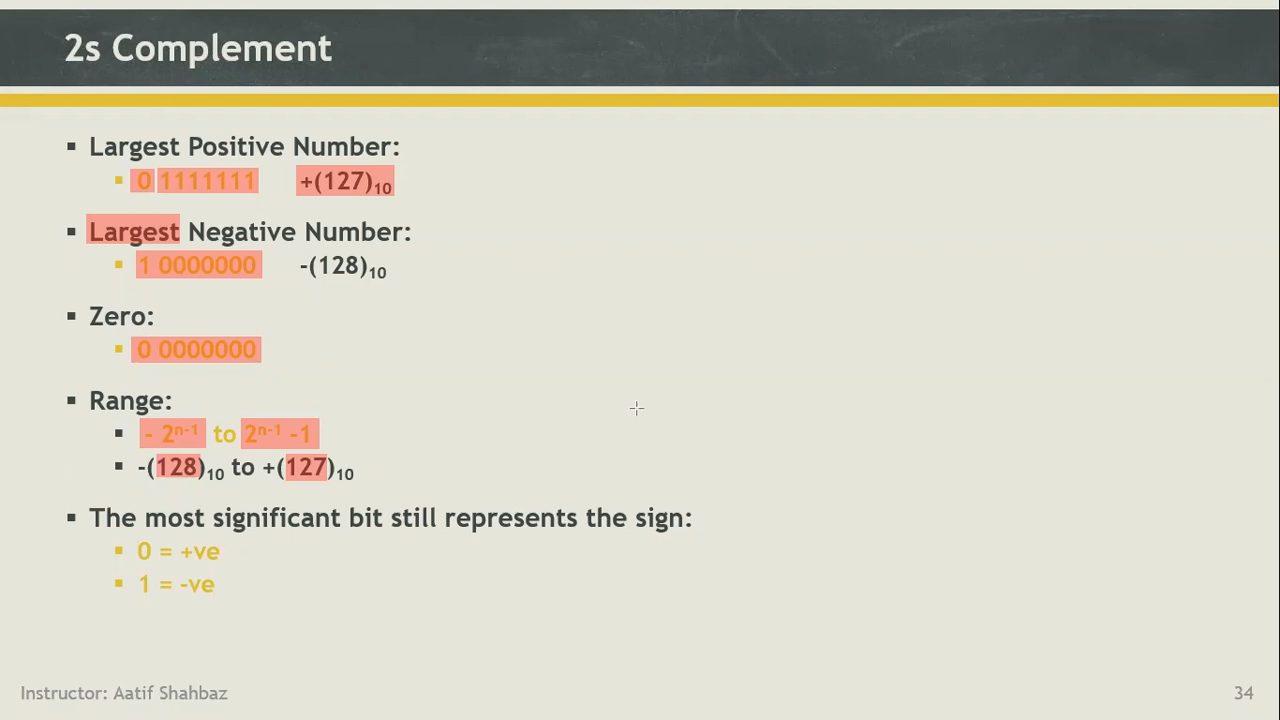 2s Complement
▪ Largest Positive Number:
▪ 0 1111111 +(127)₁₀
▪ Largest Negative Number:
▪ 1 0000000 -(128)₁₀
▪ Zero:
▪ 0 0000000
▪ Range:
▪ - 2ⁿ⁻¹ to 2ⁿ⁻¹ -1
▪ -(128)₁₀ to +(127)₁₀
▪ The most significant bit still represents the sign:
▪ 0 = +ve
▪ 1 = -ve
Instructor: Aatif Shahbaz
34